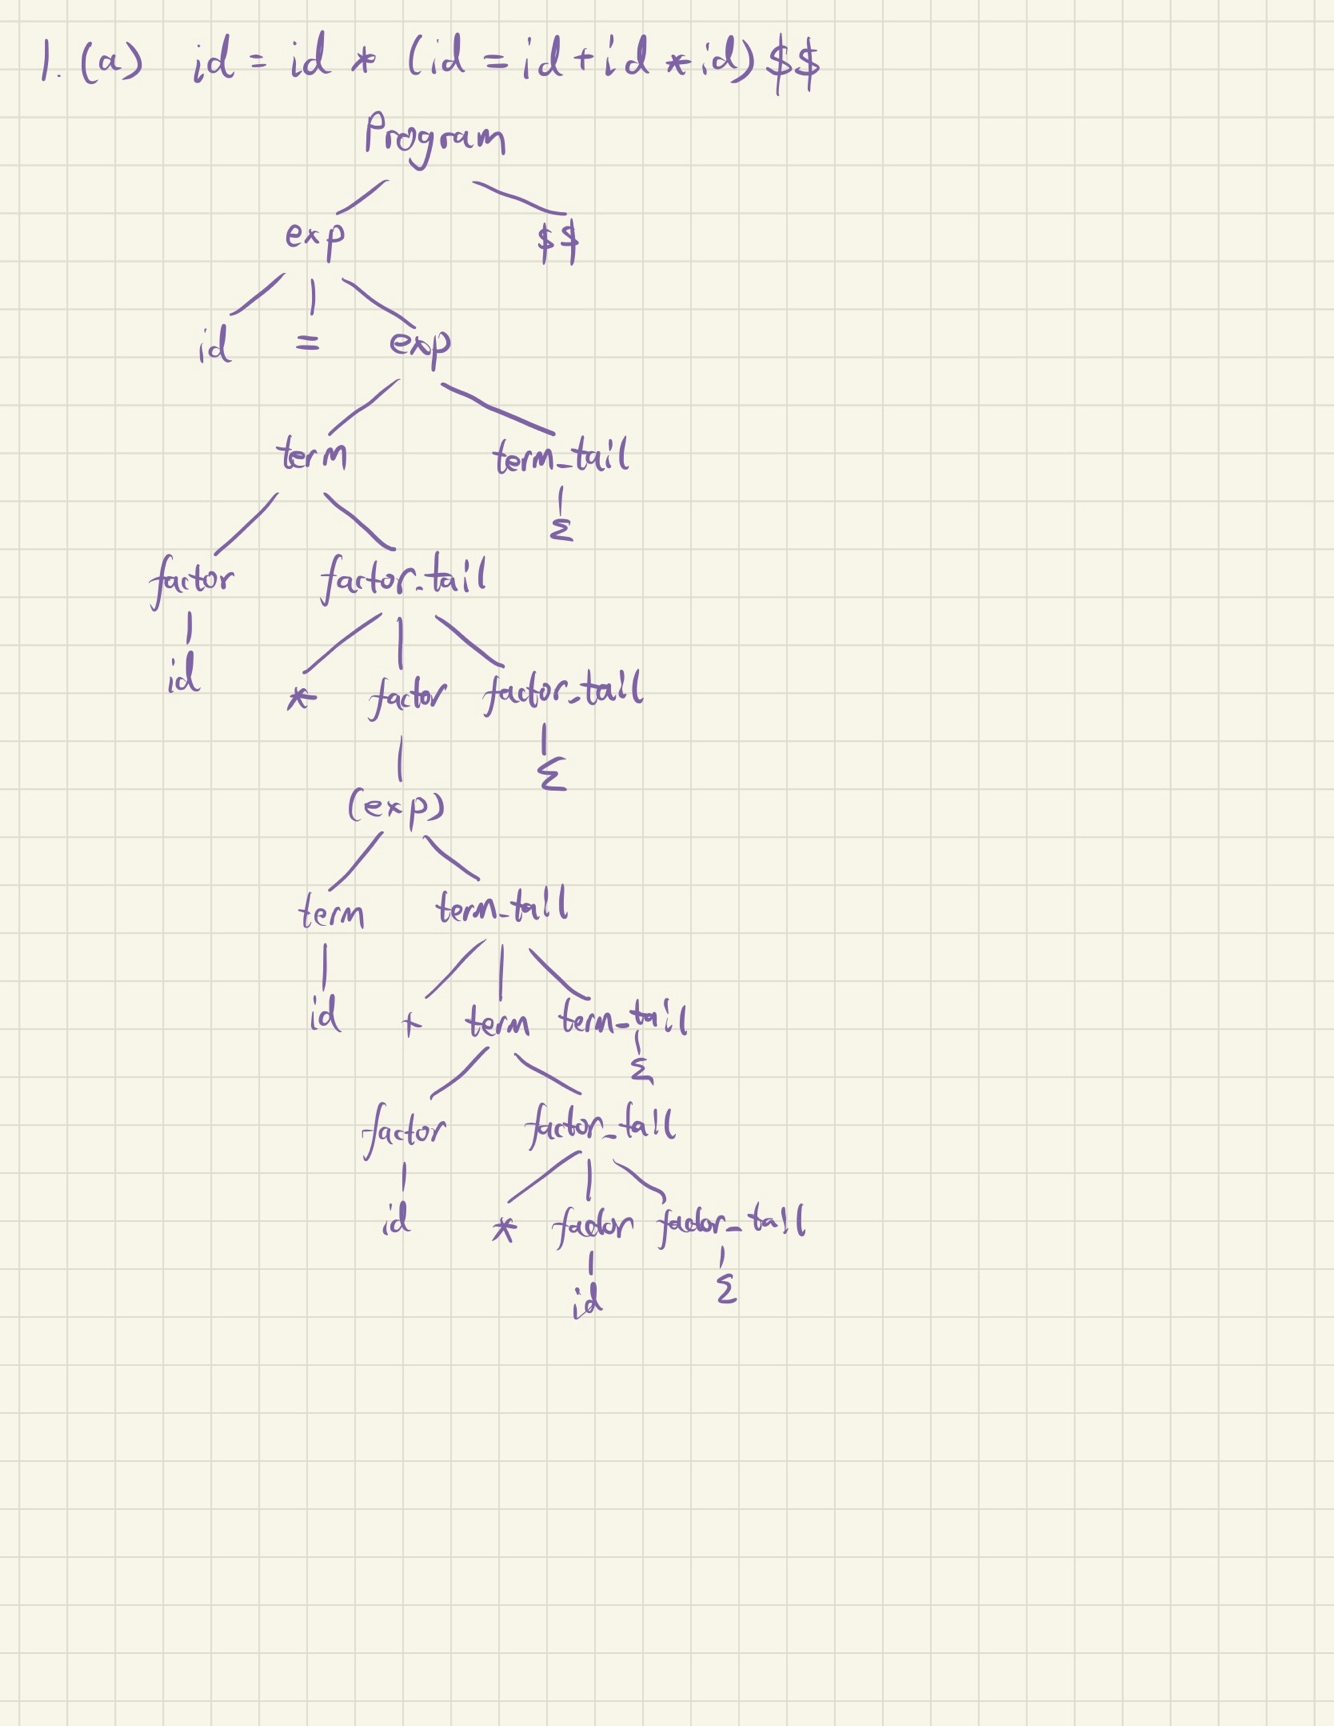 1. (a) id = id * (id = id + id * id) $$
Program
exp $$
id = exp
term term_tail
Σ
factor factor_tail
id * factor factor_tail
Σ
(exp)
term term_tail
id + term term_tail
Σ
factor factor_tail
id * factor factor_tail
id Σ